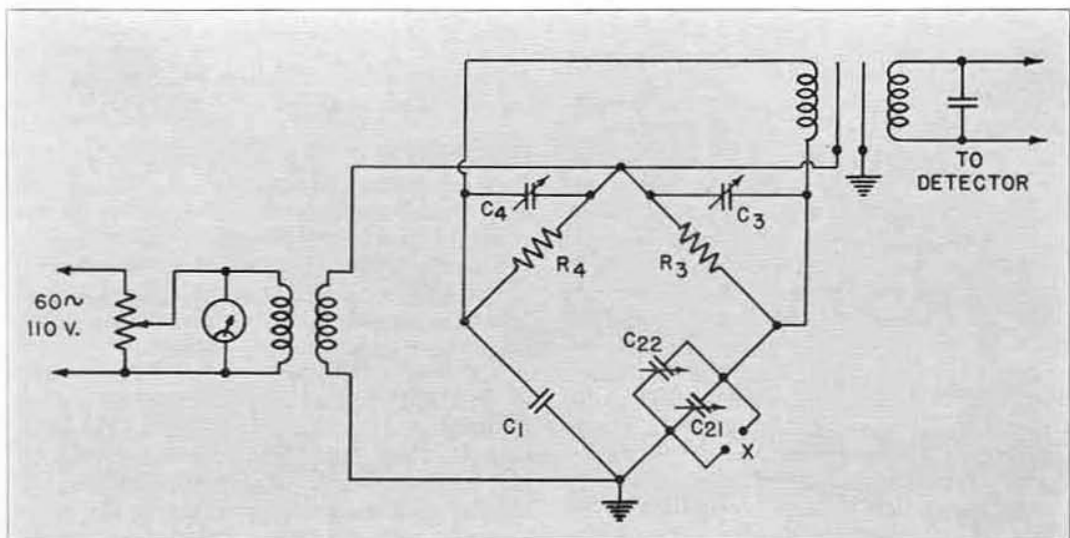 TO
DETECTOR
C4
C3
R4
R3
60~
110 V.
C22
C1
C21
X